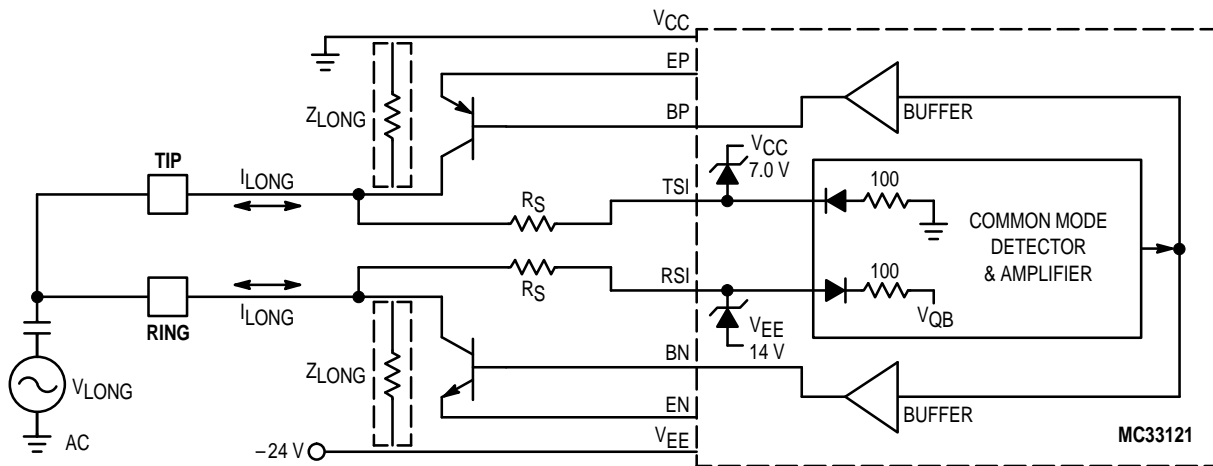 VCC
EP
ZLONG
BP
BUFFER
VCC
7.0 V
TIP
ILONG
RS
TSI
100
COMMON MODE
DETECTOR
& AMPLIFIER
RING
ILONG
RS
RSI
100
VQB
VEE
14 V
ZLONG
BN
VLONG
BUFFER
EN
AC
–24 V
VEE
MC33121